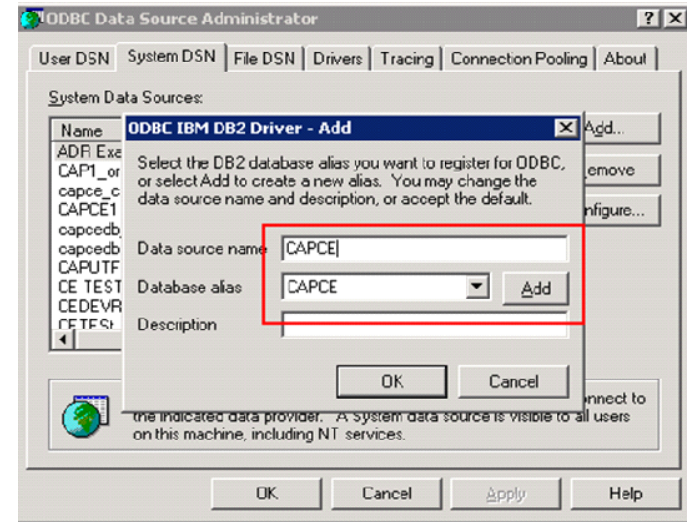 ODBC Data Source Administrator
User DSN System DSN File DSN Drivers Tracing Connection Pooling About
System Data Sources:
Name
ADR Exa
CAP1_or
capce_c
CAPCE1
capcedb
capcedb
CAPUTF
CE TEST
CEDEVR
Add...
emove
nfigure...
ODBC IBM DB2 Driver - Add
Select the DB2 database alias you want to register for ODBC,
or select Add to create a new alias. You may change the
data source name and description, or accept the default.
Data source name CAPCE
Database alias CAPCE Add
Description
OK Cancel
nnect to
the indicated data provider. A System data source is visible to all users
on this machine, including NT services.
OK Cancel Apply Help